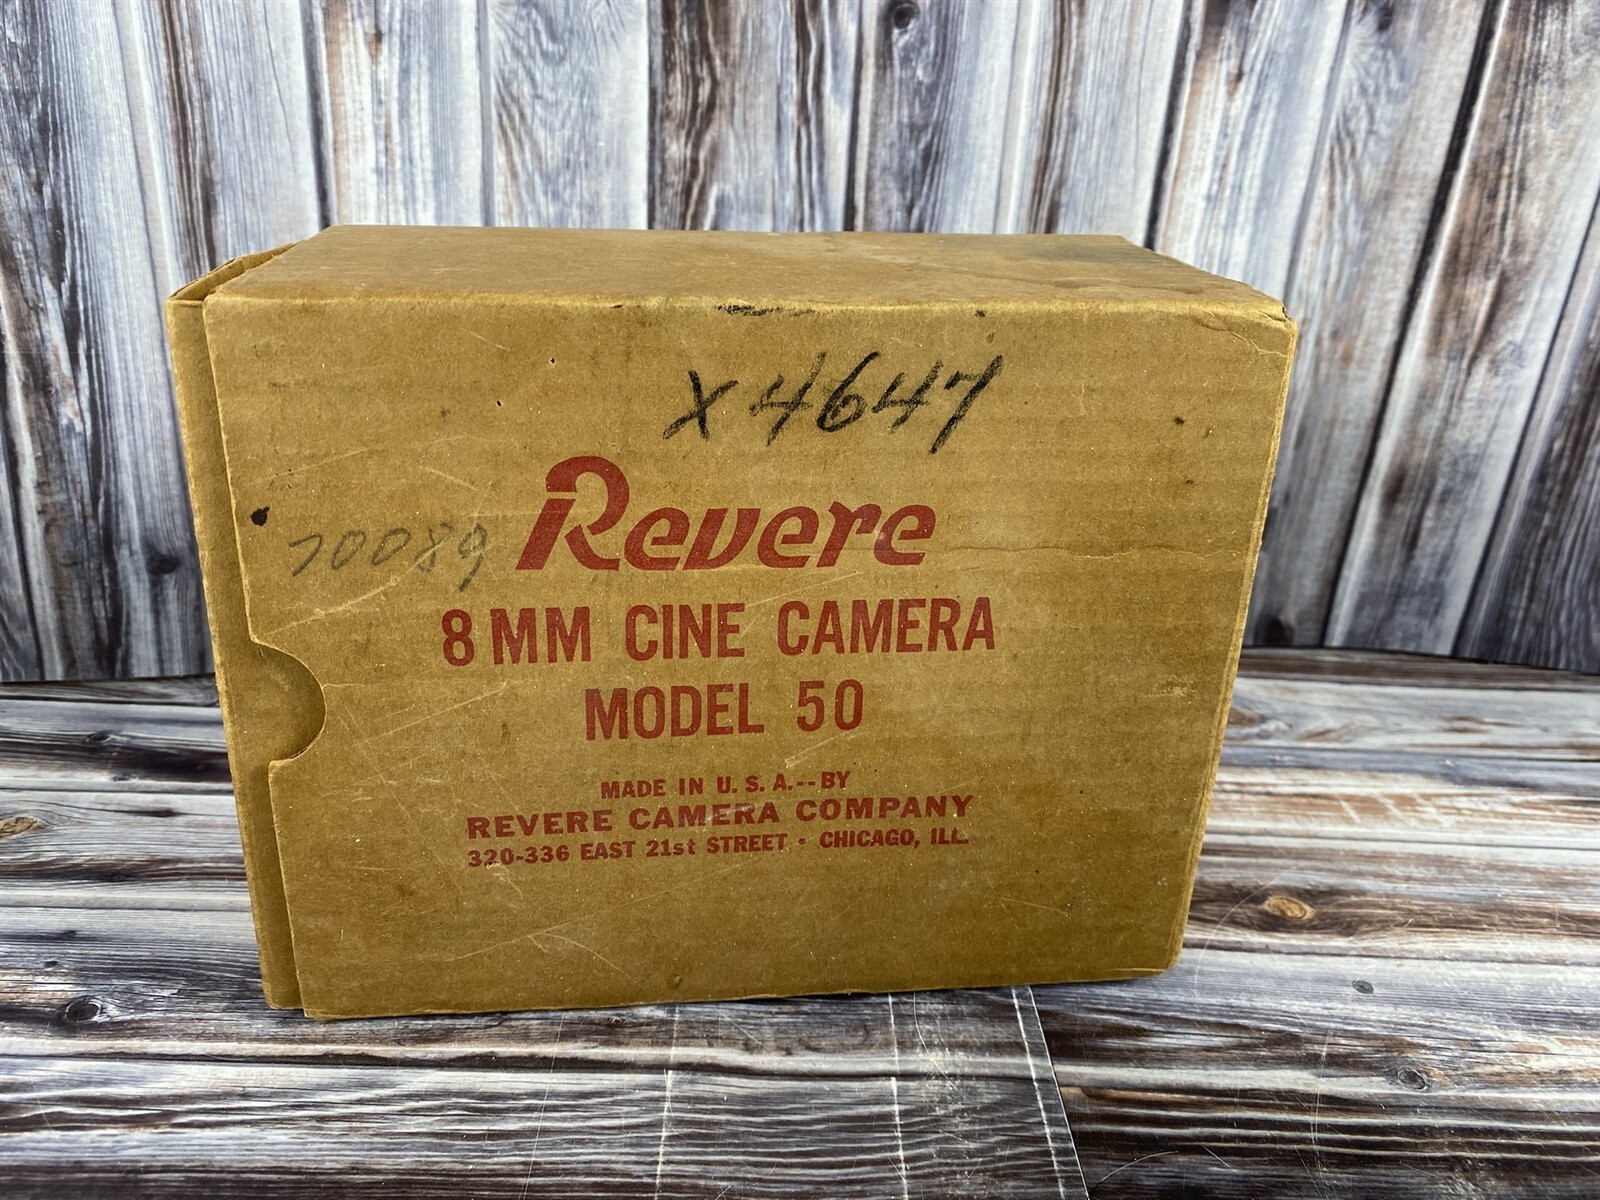 X4647
70089
Revere
8MM CINE CAMERA
MODEL 50
MADE IN U. S. A.--BY
REVERE CAMERA COMPANY
320-336 EAST 21st STREET • CHICAGO, ILL.